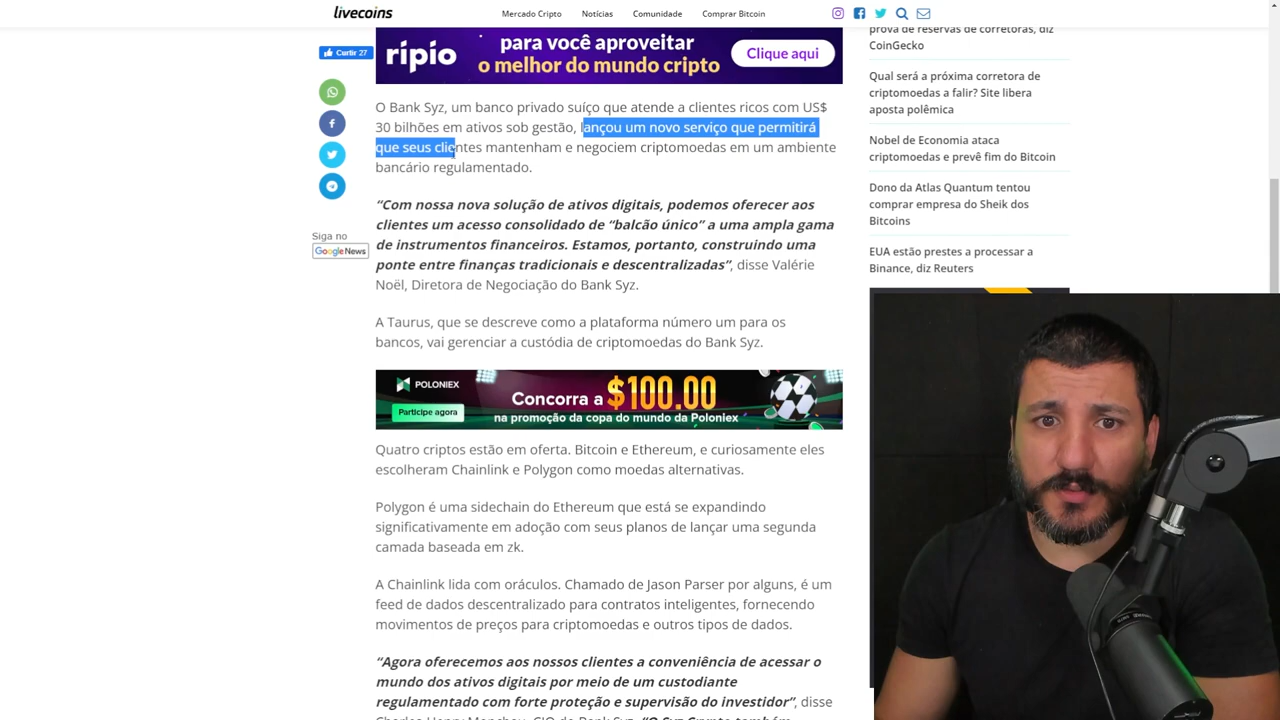 livecoins
Mercado Cripto
Notícias
Comunidade
Comprar Bitcoin
Curtir 27
Siga no
Google News
ripio
para você aproveitar
o melhor do mundo cripto
Clique aqui
O Bank Syz, um banco privado suíço que atende a clientes ricos com US$
30 bilhões em ativos sob gestão, lançou um novo serviço que permitirá
que seus clientes mantenham e negociem criptomoedas em um ambiente
bancário regulamentado.
“Com nossa nova solução de ativos digitais, podemos oferecer aos
clientes um acesso consolidado de “balcão único” a uma ampla gama
de instrumentos financeiros. Estamos, portanto, construindo uma
ponte entre finanças tradicionais e descentralizadas”, disse Valérie
Noël, Diretora de Negociação do Bank Syz.
A Taurus, que se descreve como a plataforma número um para os
bancos, vai gerenciar a custódia de criptomoedas do Bank Syz.
POLONIEX
Participe agora
Concorra a $100.00
na promoção da copa do mundo da Poloniex
Quatro criptos estão em oferta. Bitcoin e Ethereum, e curiosamente eles
escolheram Chainlink e Polygon como moedas alternativas.
Polygon é uma sidechain do Ethereum que está se expandindo
significativamente em adoção com seus planos de lançar uma segunda
camada baseada em zk.
A Chainlink lida com oráculos. Chamado de Jason Parser por alguns, é um
feed de dados descentralizado para contratos inteligentes, fornecendo
movimentos de preços para criptomoedas e outros tipos de dados.
“Agora oferecemos aos nossos clientes a conveniência de acessar o
mundo dos ativos digitais por meio de um custodiante
regulamentado com forte proteção e supervisão do investidor”, disse
prova de reservas de corretoras, diz
CoinGecko
Qual será a próxima corretora de
criptomoedas a falir? Site libera
aposta polêmica
Nobel de Economia ataca
criptomoedas e prevê fim do Bitcoin
Dono da Atlas Quantum tentou
comprar empresa do Sheik dos
Bitcoins
EUA estão prestes a processar a
Binance, diz Reuters